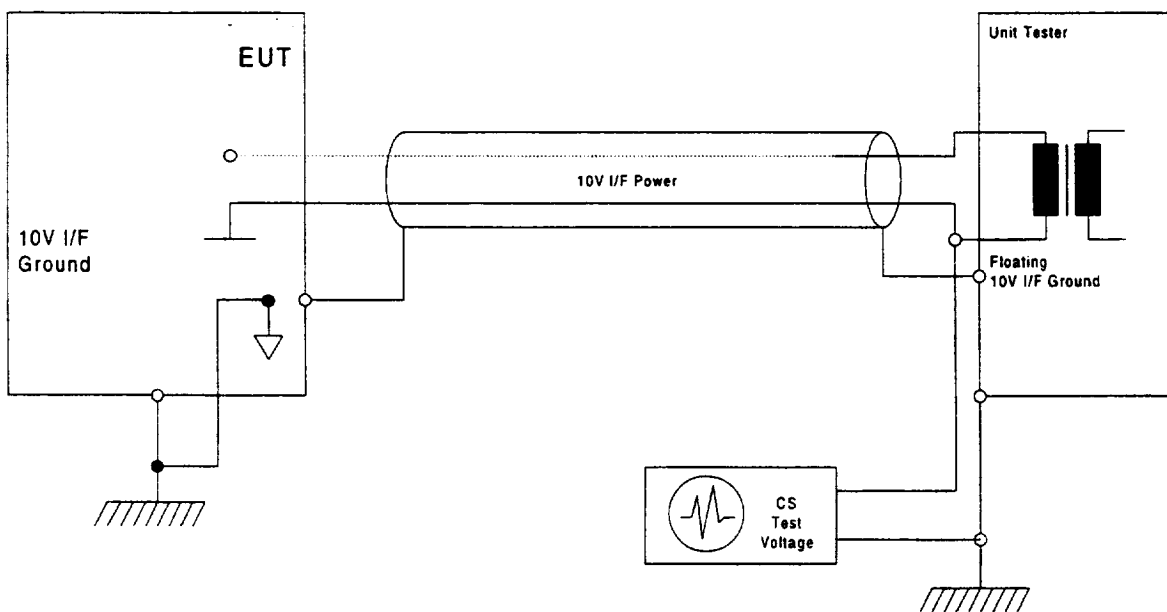 EUT
Unit Tester
10V I/F Power
10V I/F
Ground
Floating
10V I/F Ground
CS
Test
Voltage